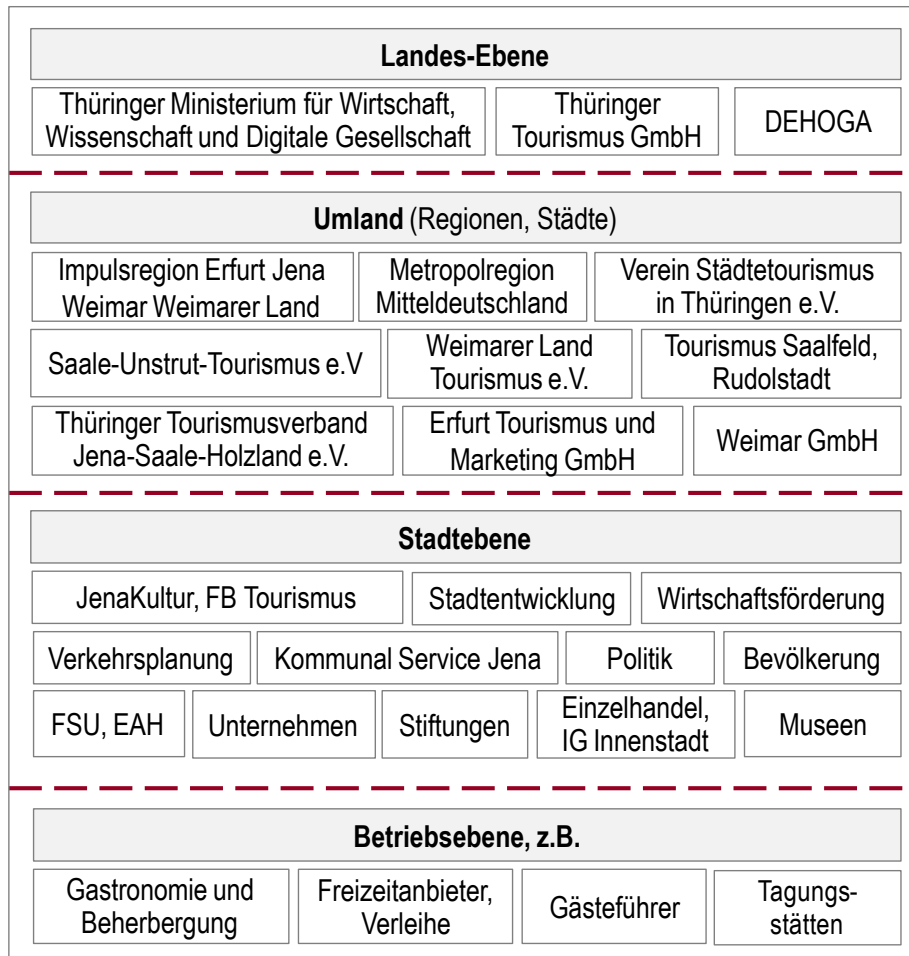 Landes-Ebene
Thüringer Ministerium für Wirtschaft,
Wissenschaft und Digitale Gesellschaft
Thüringer
Tourismus GmbH
DEHOGA
Umland (Regionen, Städte)
Impulsregion Erfurt Jena
Weimar Weimarer Land
Metropolregion
Mitteldeutschland
Verein Städtetourismus
in Thüringen e.V.
Saale-Unstrut-Tourismus e.V
Weimarer Land
Tourismus e.V.
Tourismus Saalfeld,
Rudolstadt
Thüringer Tourismusverband
Jena-Saale-Holzland e.V.
Erfurt Tourismus und
Marketing GmbH
Weimar GmbH
Stadtebene
JenaKultur, FB Tourismus
Stadtentwicklung
Wirtschaftsförderung
Verkehrsplanung
Kommunal Service Jena
Politik
Bevölkerung
FSU, EAH
Unternehmen
Stiftungen
Einzelhandel,
IG Innenstadt
Museen
Betriebsebene, z.B.
Gastronomie und
Beherbergung
Freizeitanbieter,
Verleihe
Gästeführer
Tagungs-
stätten